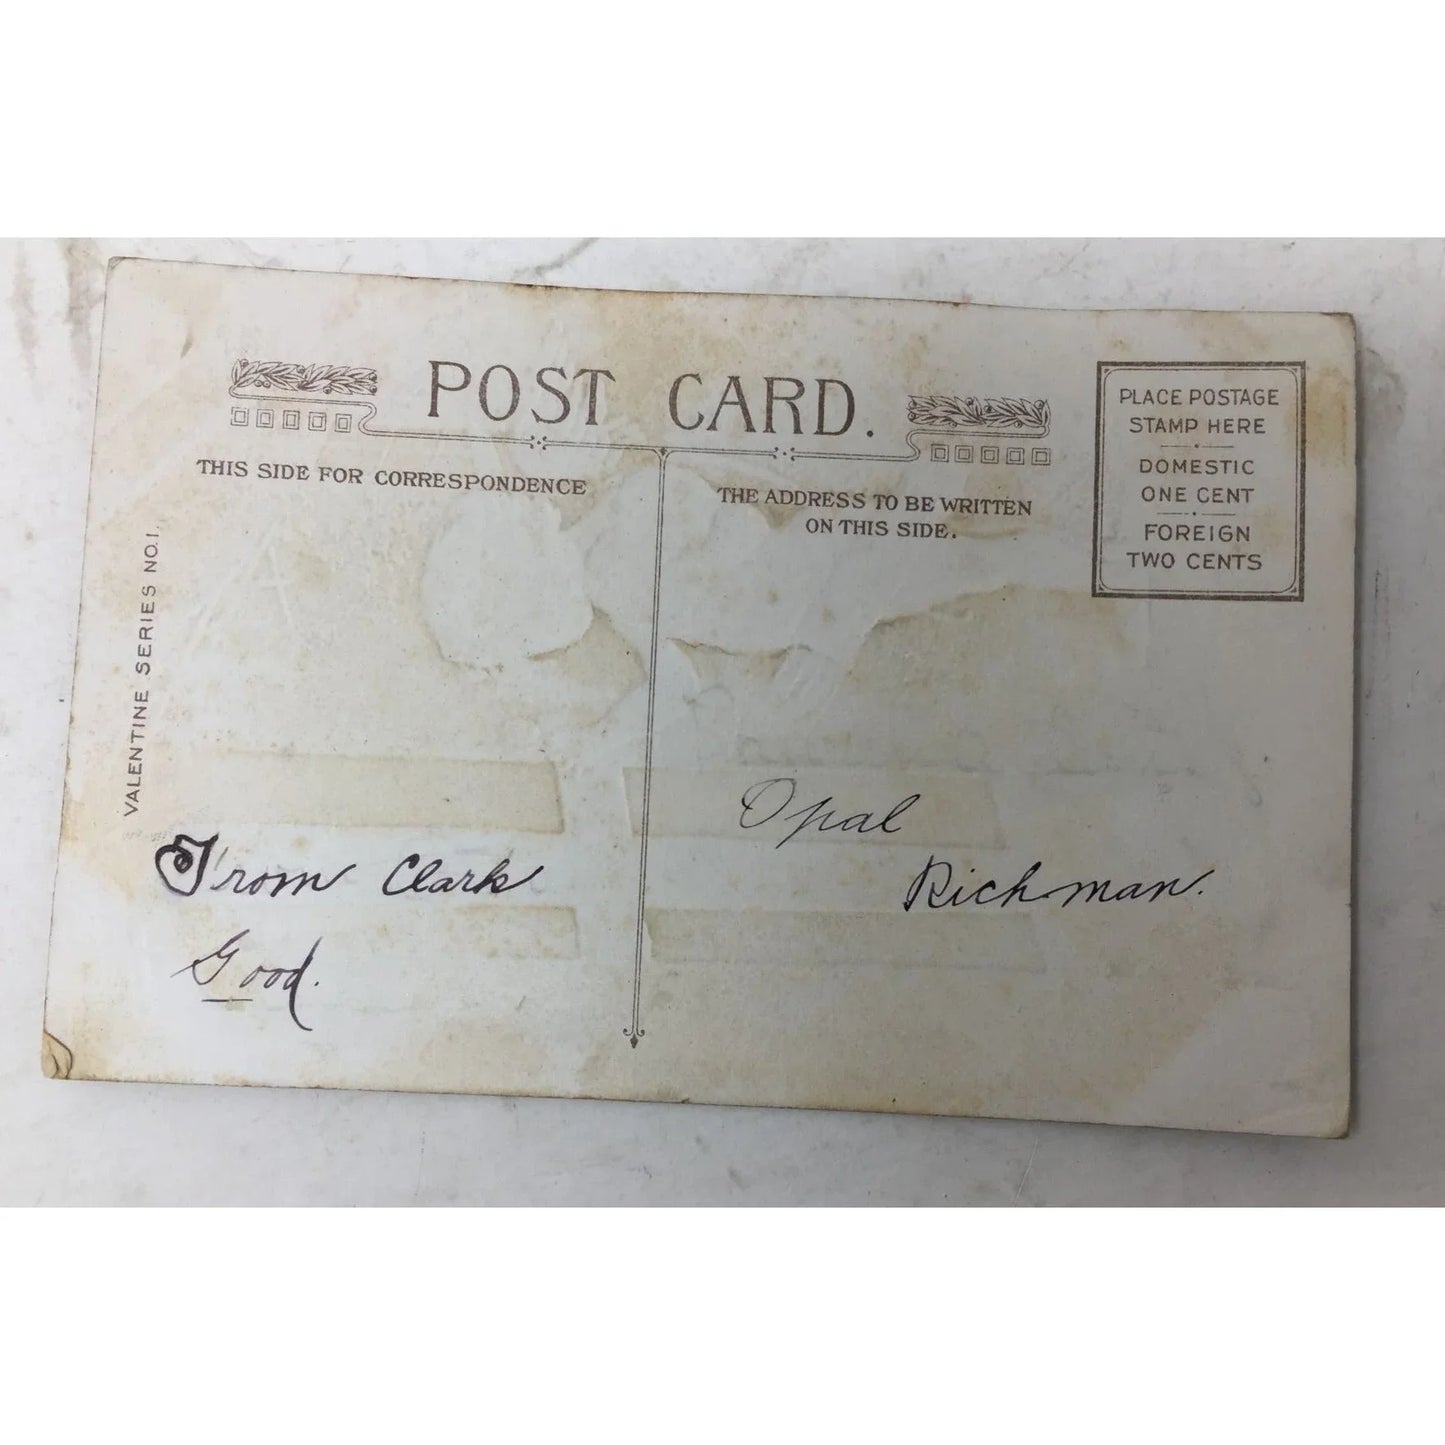 POST CARD.
THIS SIDE FOR CORRESPONDENCE
THE ADDRESS TO BE WRITTEN
ON THIS SIDE.
PLACE POSTAGE
STAMP HERE
DOMESTIC
ONE CENT
FOREIGN
TWO CENTS
VALENTINE SERIES NO.1.
From Clark
Good.
Opal
Richman.